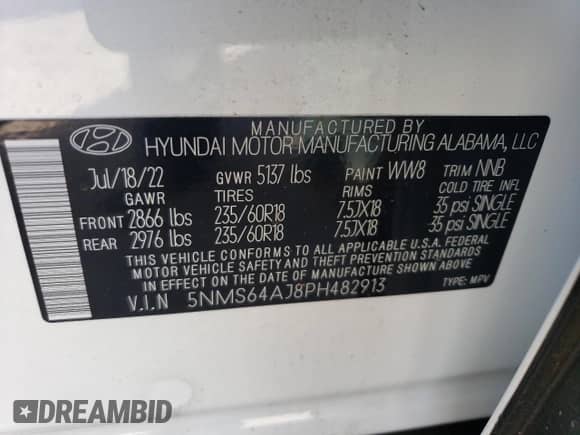 MANUFACTURED BY
HYUNDAI MOTOR MANUFACTURING ALABAMA, LLC
Jul/18/22 GVWR 5137 lbs PAINT WW8 TRIM NNB
GAWR TIRES RIMS COLD TIRE INFL
FRONT 2866 lbs 235/60R18 7.5JX18 35 psi SINGLE
REAR 2976 lbs 235/60R18 7.5JX18 35 psi SINGLE
THIS VEHICLE CONFORMS TO ALL APPLICABLE U.S.A. FEDERAL
MOTOR VEHICLE SAFETY, BUMPER, AND THEFT PREVENTION STANDARDS
IN EFFECT ON THE DATE OF MANUFACTURE SHOWN ABOVE.
V.I.N 5NMS64AJ8PH482913 TYPE: MPV
DREAMBID